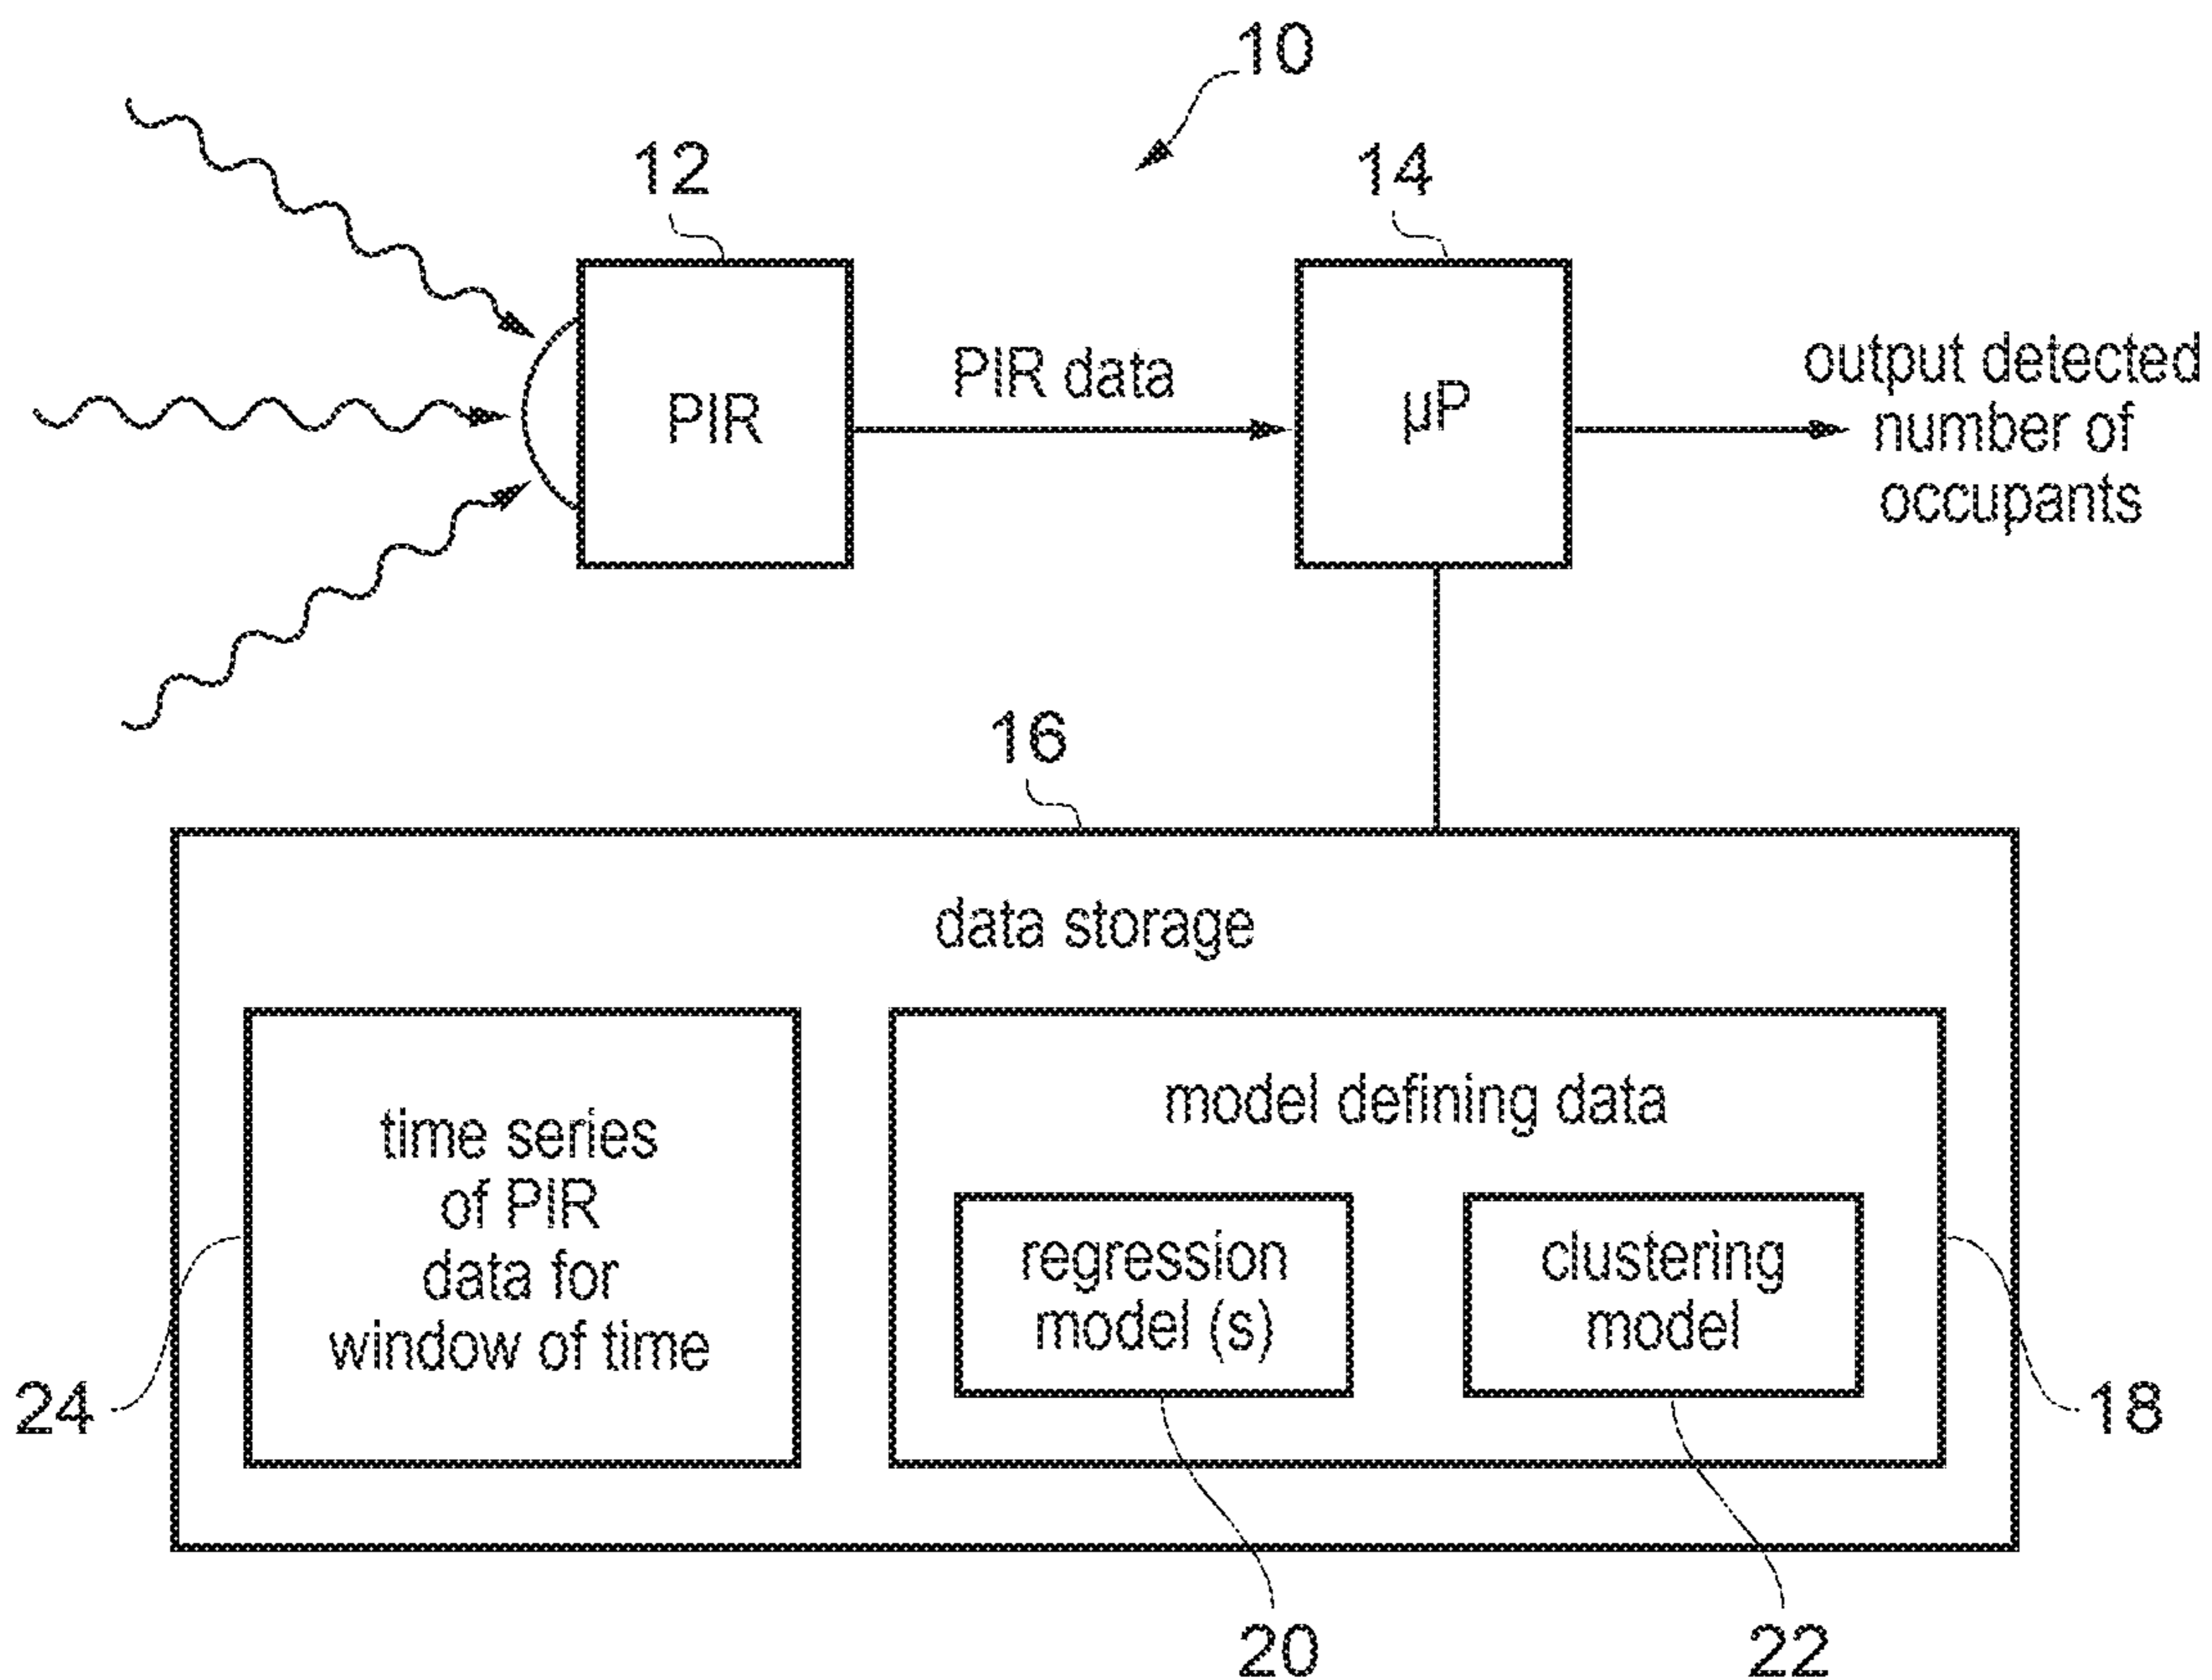 10
12
14
PIR
PIR data
µP
output detected
number of
occupants
16
data storage
time series
of PIR
data for
window of time
model defining data
regression
model (s)
clustering
model
24
18
20
22